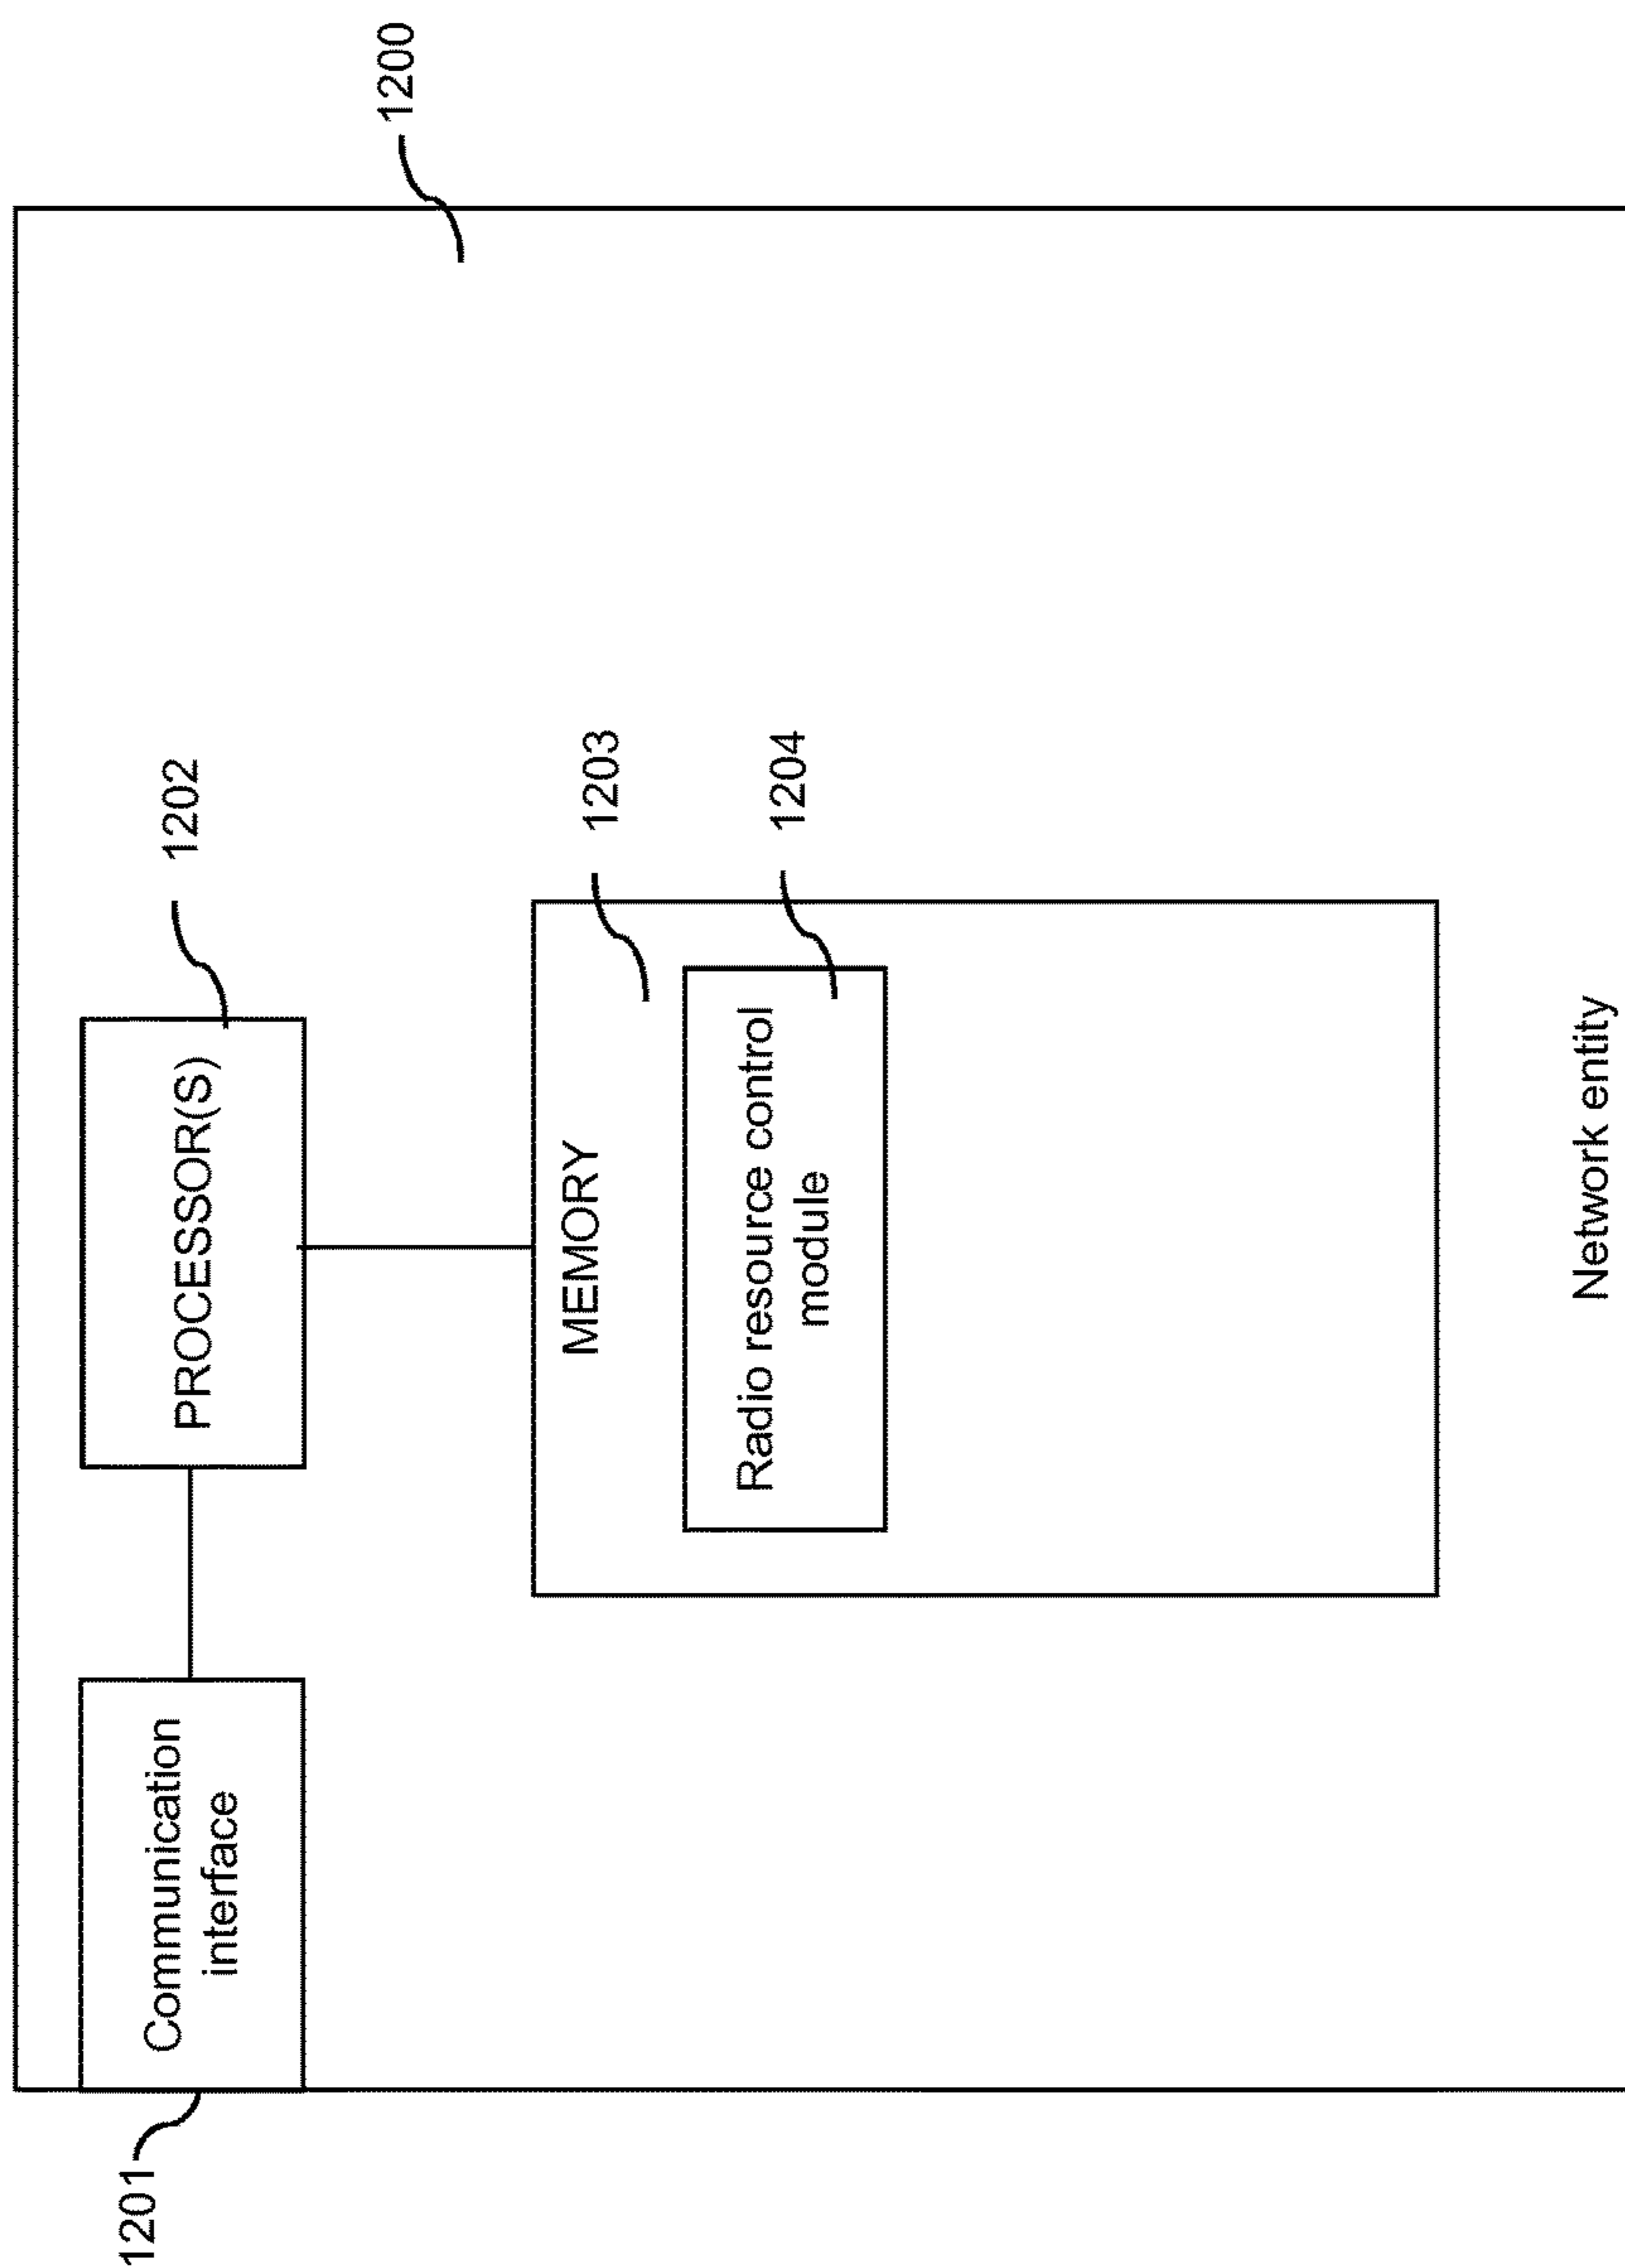 1200
1202
PROCESSOR(S)
Communication
interface
1201
1203
MEMORY
1204
Radio resource control
module
Network entity